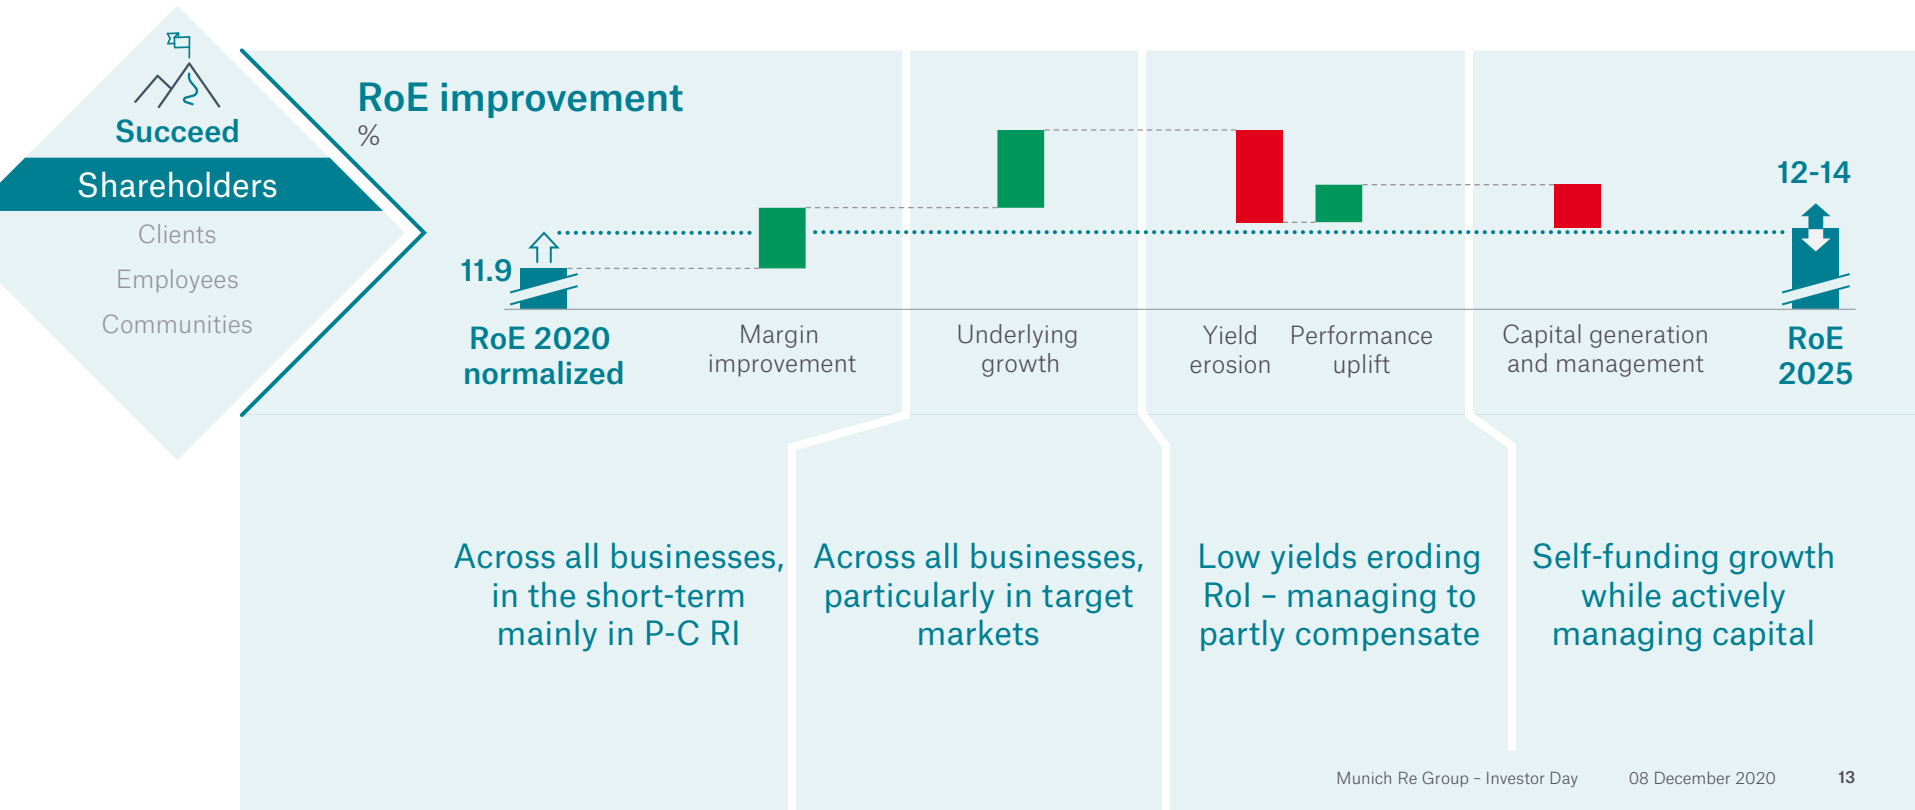 Succeed
Shareholders
Clients
Employees
Communities
RoE improvement
%
11.9
12-14
RoE 2020
normalized
Margin
improvement
Underlying
growth
Yield
erosion
Performance
uplift
Capital generation
and management
RoE
2025
Across all businesses,
in the short-term
mainly in P-C RI
Across all businesses,
particularly in target
markets
Low yields eroding
RoI – managing to
partly compensate
Self-funding growth
while actively
managing capital
Munich Re Group – Investor Day 08 December 2020 13